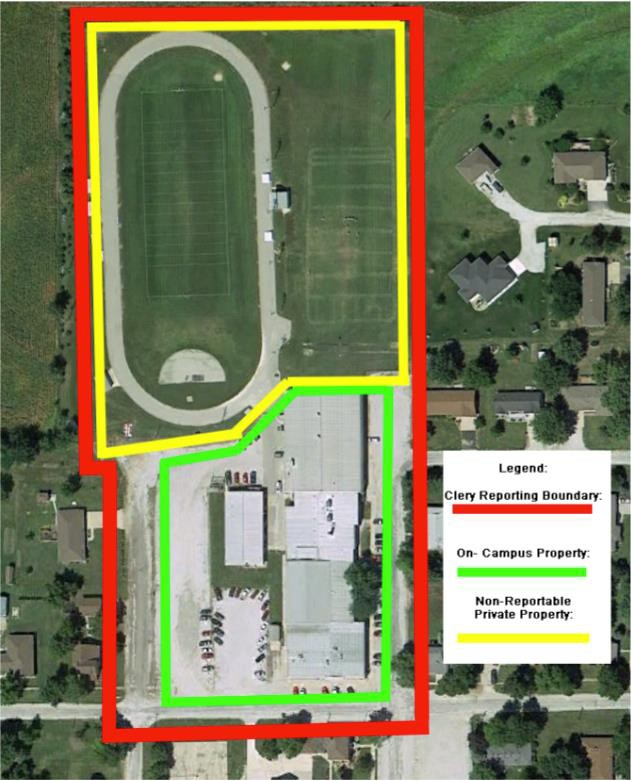 Legend:
Clery Reporting Boundary:
On- Campus Property:
Non-Reportable
Private Property: